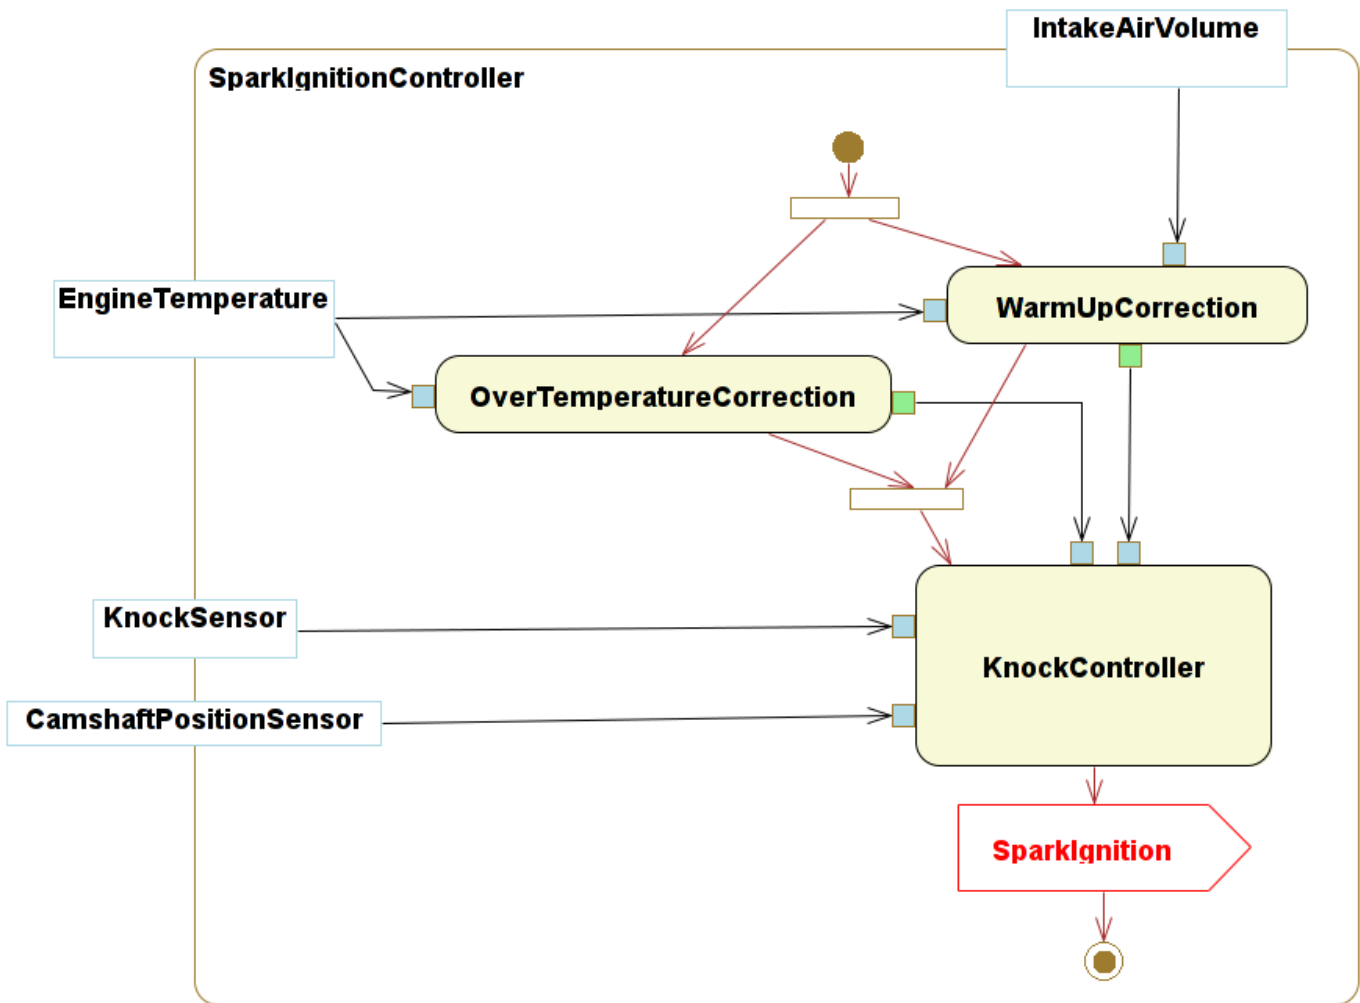 IntakeAirVolume
SparkIgnitionController
EngineTemperature
WarmUpCorrection
OverTemperatureCorrection
KnockSensor
KnockController
CamshaftPositionSensor
SparkIgnition